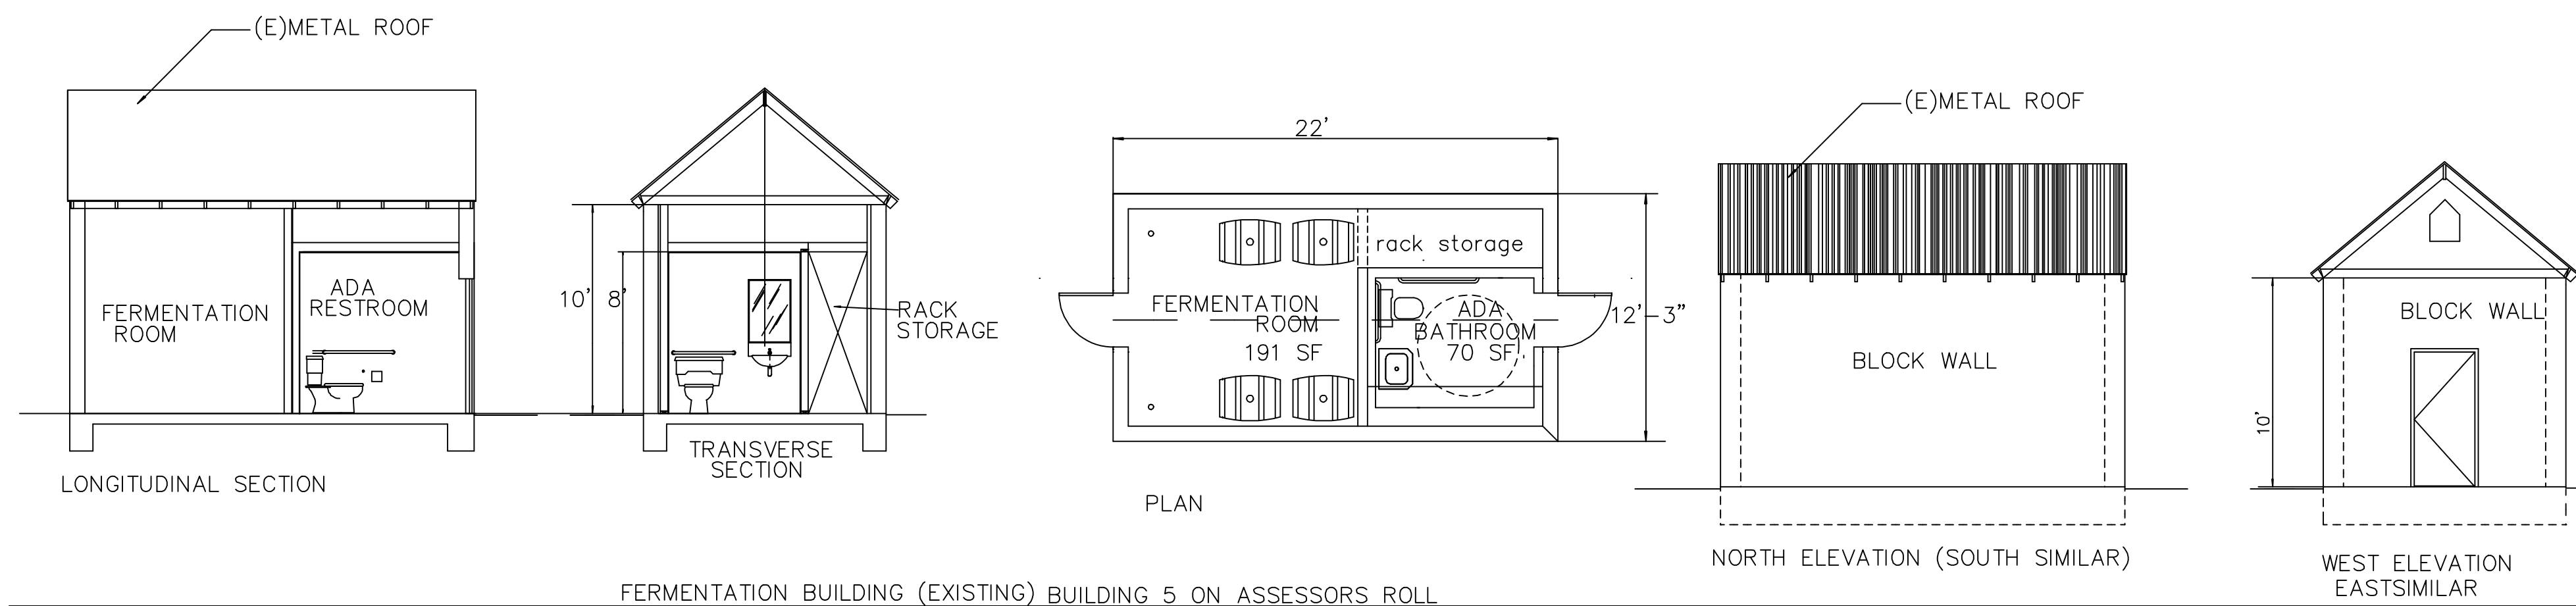 (E)METAL ROOF
FERMENTATION
ROOM
ADA
RESTROOM
LONGITUDINAL SECTION
10'
8'
RACK
STORAGE
TRANSVERSE
SECTION
22'
rack storage
FERMENTATION
ROOM
191 SF
ADA
BATHROOM
70 SF
12'-3"
PLAN
(E)METAL ROOF
BLOCK WALL
NORTH ELEVATION (SOUTH SIMILAR)
BLOCK WALL
10'
WEST ELEVATION
EASTSIMILAR
FERMENTATION BUILDING (EXISTING) BUILDING 5 ON ASSESSORS ROLL